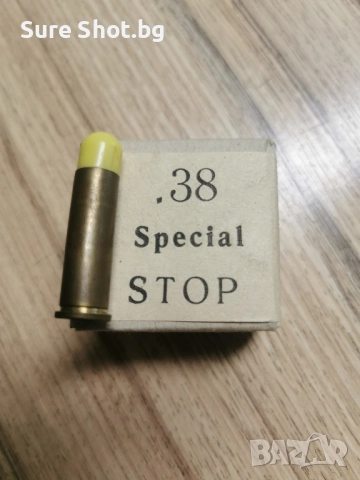 Sure Shot.bg
.38
Special
STOP
BAZAR